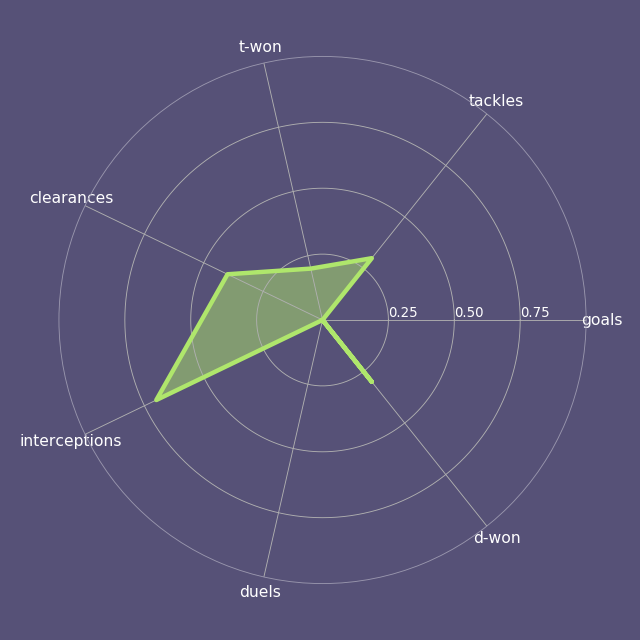 t-won
tackles
clearances
0.25 0.50 0.75 goals
interceptions
d-won
duels